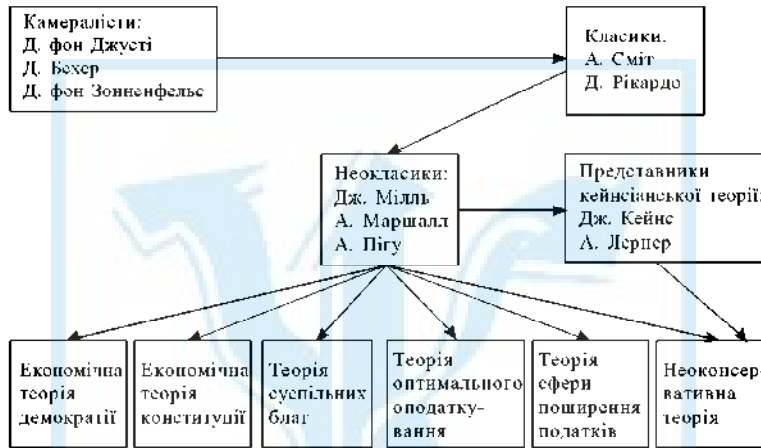 Камералісти:
Д. фон Джусті
Д. Бехер
Д. фон Зонненфельс
Класики:
А. Сміт
Д. Рікардо
Неокласики:
Дж. Мілль
А. Маршалл
А. Пігу
Представники
кейнсіанської теорії:
Дж. Кейнс
А. Лернер
Економічна
теорія
демократії
Економічна
теорія
конституції
Теорія
суспільних
благ
Теорія
оптимального
оподатку-
вання
Теорія
сфери
поширення
податків
Неоконсер-
вативна
теорія